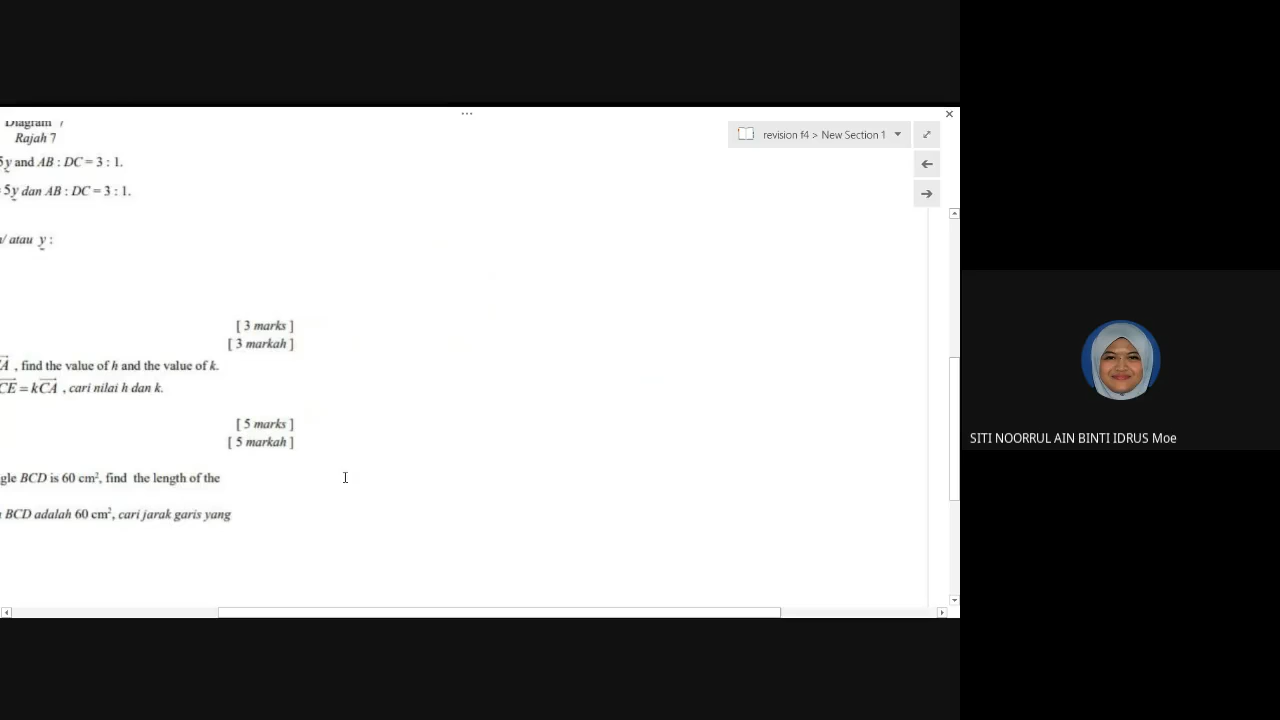 Diagram 7
Rajah 7
revision f4 > New Section 1
5y and AB : DC = 3 : 1.
= 5y dan AB : DC = 3 : 1.
/ atau y :
[ 3 marks ]
[ 3 markah ]
A , find the value of h and the value of k.
CE = kCA , cari nilai h dan k.
[ 5 marks ]
[ 5 markah ]
gle BCD is 60 cm², find the length of the
BCD adalah 60 cm², cari jarak garis yang
SITI NOORRUL AIN BINTI IDRUS Moe